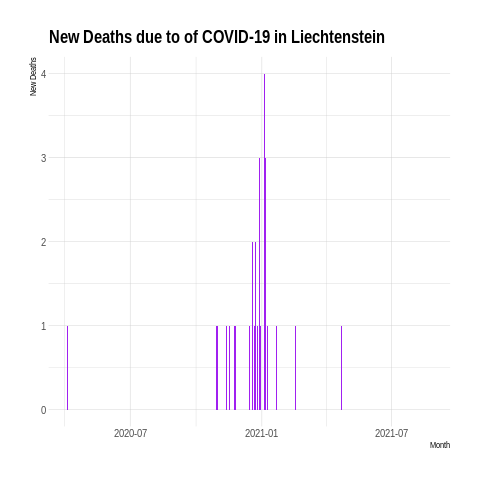 New Deaths due to of COVID-19 in Liechtenstein
New Deaths
4
3
2
1
0
2020-07 2021-01 2021-07
Month